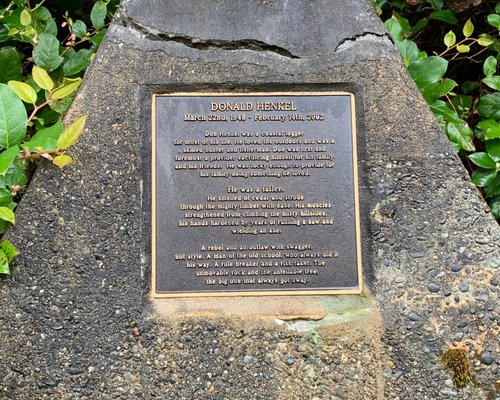 DONALD HENKEL
March 22nd, 1948 - February 14th, 2002
Don Henkel was a coastal logger
for most of his life. He loved the outdoors and was a
skilled hunter and fisherman. Don was first and
foremost a provider sacrificing himself for his family
and his friends. He was lucky enough to provide for
his family doing something he loved.
He was a faller.
He smelled of cedar and strode
through the mighty timber with ease. His muscles
strengthened from climbing the misty hillsides,
his hands hardened by years of running a saw and
wielding an axe.
A rebel and an outlaw with swagger,
not style. A man of the old school, who always did it
his way. A rule breaker and a risk taker. The
unmovable rock and the unfellable tree,
the big one that always got away.